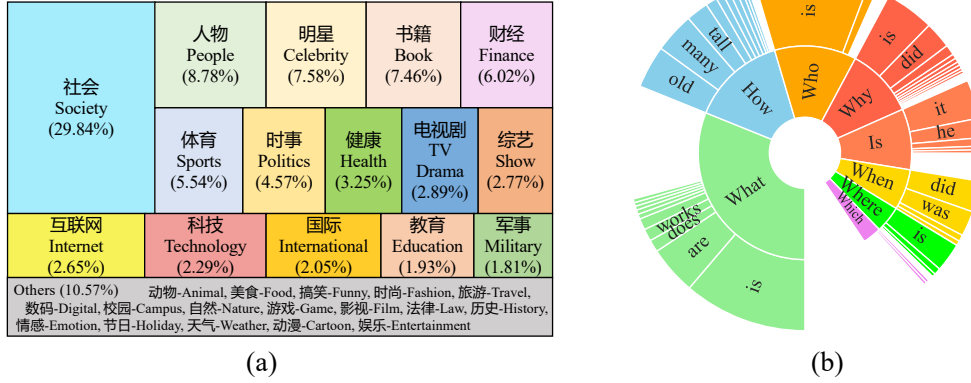 社会
Society
(29.84%)
人物
People
(8.78%)
明星
Celebrity
(7.58%)
书籍
Book
(7.46%)
财经
Finance
(6.02%)
体育
Sports
(5.54%)
时事
Politics
(4.57%)
健康
Health
(3.25%)
电视剧
TV
Drama
(2.89%)
综艺
Show
(2.77%)
互联网
Internet
(2.65%)
科技
Technology
(2.29%)
国际
International
(2.05%)
教育
Education
(1.93%)
军事
Military
(1.81%)
Others (10.57%) 动物-Animal, 美食-Food, 搞笑-Funny, 时尚-Fashion, 旅游-Travel,
数码-Digital, 校园-Campus, 自然-Nature, 游戏-Game, 影视-Film, 法律-Law, 历史-History,
情感-Emotion, 节日-Holiday, 天气-Weather, 动漫-Cartoon, 娱乐-Entertainment
(a)
What
is
are
does
works
How
old
many
tall
Who
is
Why
is
did
Is
it
he
When
did
was
Where
is
Which
(b)